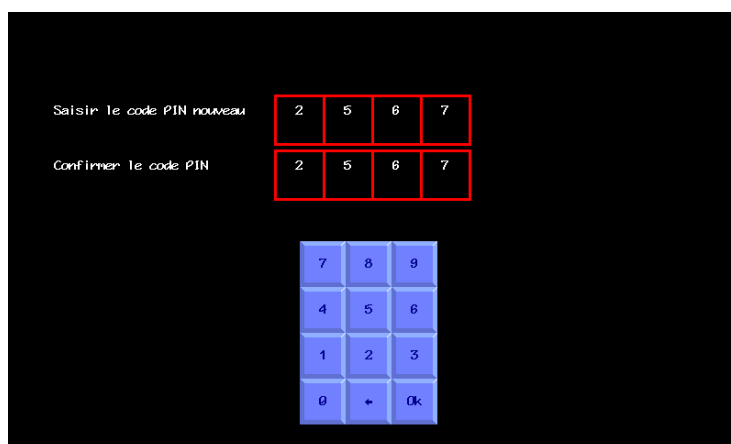 Saisir le code PIN nouveau 2 5 6 7
Confirmer le code PIN 2 5 6 7
7 8 9
4 5 6
1 2 3
0 ← Ok